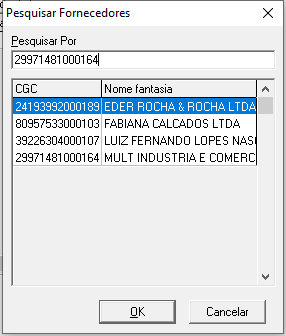 Pesquisar Fornecedores
Pesquisar Por
29971481000164
CGC Nome fantasia
24193992000189 EDER ROCHA & ROCHA LTDA
80957533000103 FABIANA CALCADOS LTDA
39226304000107 LUIZ FERNANDO LOPES NAS
29971481000164 MULT INDUSTRIA E COMERC
OK Cancelar